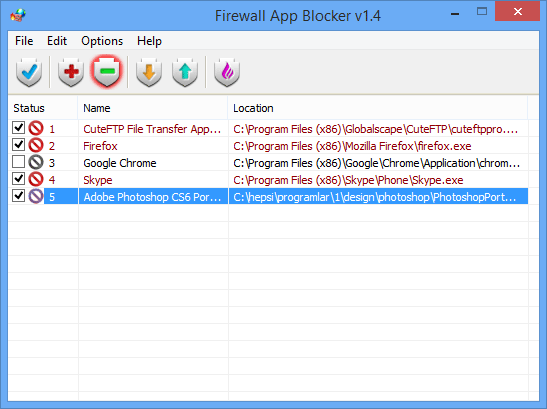 Firewall App Blocker v1.4
File Edit Options Help
Status Name Location
1 CuteFTP File Transfer App... C:\Program Files (x86)\Globalscape\CuteFTP\cuteftppro....
2 Firefox C:\Program Files (x86)\Mozilla Firefox\firefox.exe
3 Google Chrome C:\Program Files (x86)\Google\Chrome\Application\chrom...
4 Skype C:\Program Files (x86)\Skype\Phone\Skype.exe
5 Adobe Photoshop CS6 Por... C:\hepsi\programlar\1\design\photoshop\PhotoshopPort...